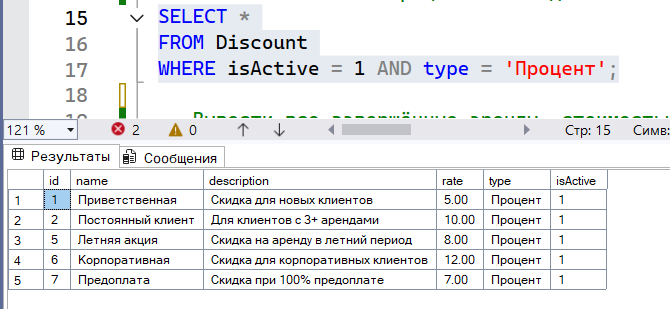 15 SELECT *
16 FROM Discount
17 WHERE isActive = 1 AND type = 'Процент';
18
121 % 2 0 Стр: 15 Симв:
Результаты Сообщения
id name description rate type isActive
1 1 Приветственная Скидка для новых клиентов 5.00 Процент 1
2 2 Постоянный клиент Для клиентов с 3+ арендами 10.00 Процент 1
3 5 Летняя акция Скидка на аренду в летний период 8.00 Процент 1
4 6 Корпоративная Скидка для корпоративных клиентов 12.00 Процент 1
5 7 Предоплата Скидка при 100% предоплате 7.00 Процент 1